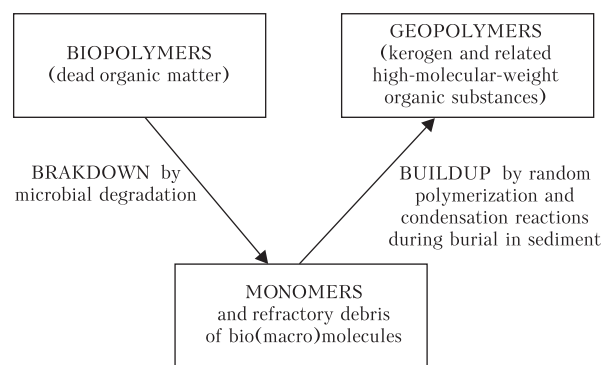 BIOPOLYMERS
(dead organic matter)
GEOPOLYMERS
(kerogen and related
high-molecular-weight
organic substances)
BRAKDOWN by
microbial degradation
BUILDUP by random
polymerization and
condensation reactions
during burial in sediment
MONOMERS
and refractory debris
of bio(macro)molecules